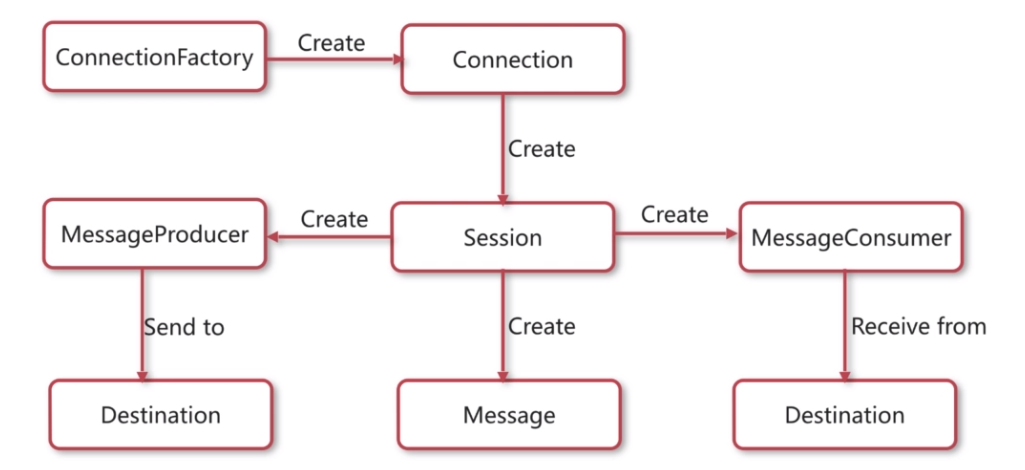 ConnectionFactory
Create
Connection
Create
MessageProducer
Create
Session
Create
MessageConsumer
Send to
Create
Receive from
Destination
Message
Destination